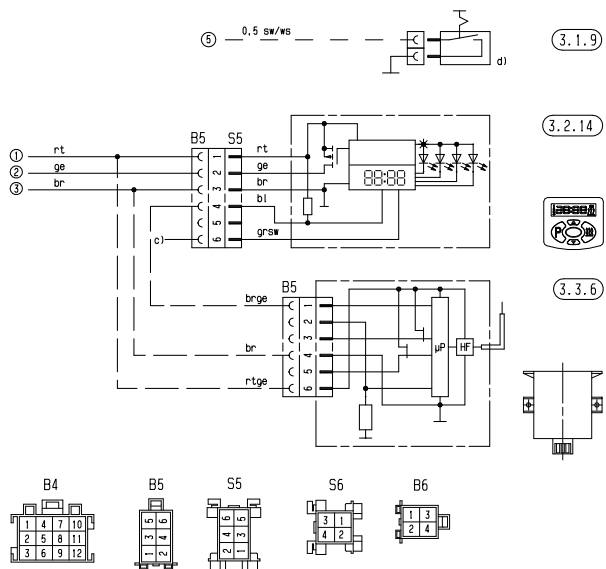 5 0,5 sw/ws
d)
3.1.9
3.2.14
B5 S5
1 rt 1 rt
2 ge 2 ge
3 br 3 br
4 bl
5
c) 6 grsw
88:88
P
3.3.6
B5
brge 1
2
3
br 4
5
rtge 6
µP HF
B4 B5 S5 S6 B6
1 4 7 10
2 5 8 11
3 6 9 12
5 6
3 4
1 2
6 5
4 3
2 1
3 1
4 2
1 3
2 4